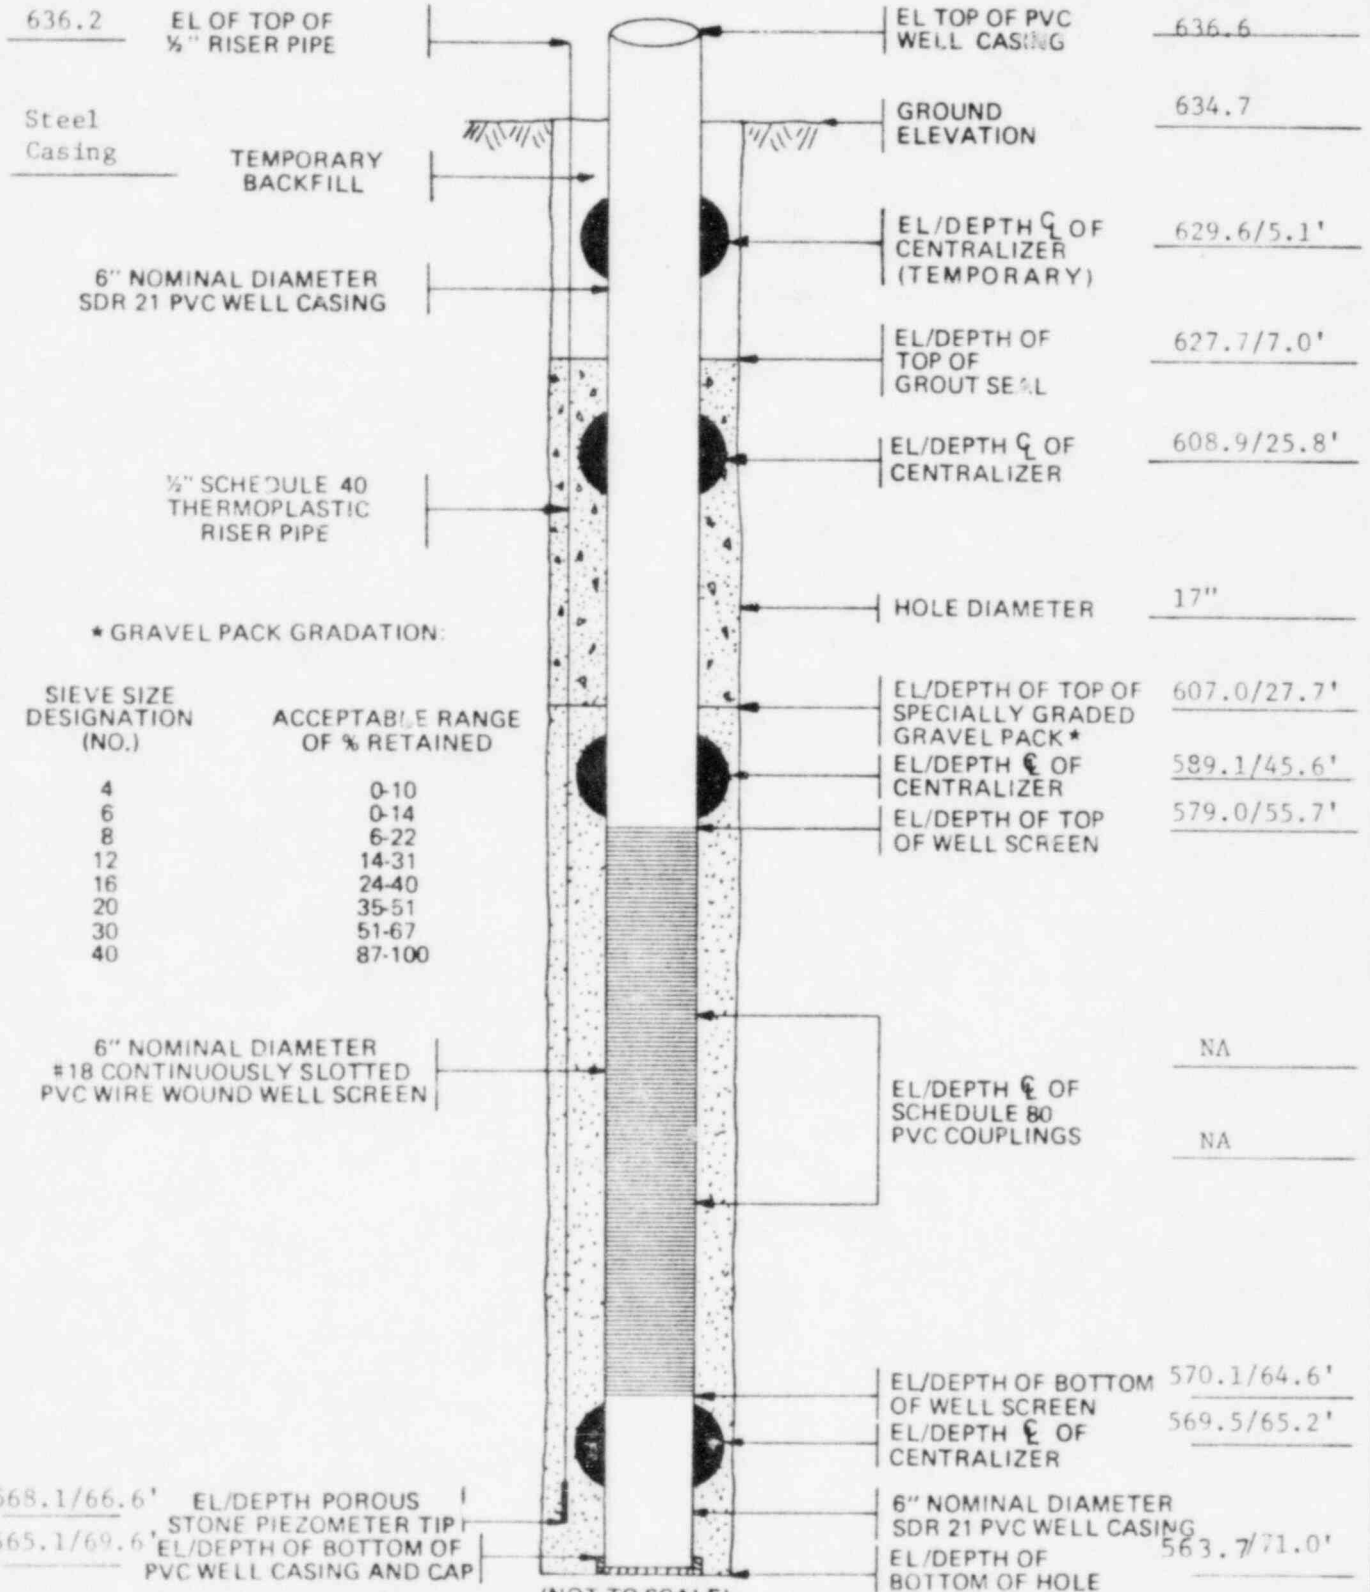 636.2 EL OF TOP OF
½" RISER PIPE
EL TOP OF PVC
WELL CASING 636.6
Steel
Casing
TEMPORARY
BACKFILL
GROUND
ELEVATION 634.7
6" NOMINAL DIAMETER
SDR 21 PVC WELL CASING
EL/DEPTH ℄ OF
CENTRALIZER
(TEMPORARY) 629.6/5.1'
EL/DEPTH OF
TOP OF
GROUT SEAL 627.7/7.0'
½" SCHEDULE 40
THERMOPLASTIC
RISER PIPE
EL/DEPTH ℄ OF
CENTRALIZER 608.9/25.8'
HOLE DIAMETER 17"
* GRAVEL PACK GRADATION:
SIEVE SIZE
DESIGNATION
(NO.)
ACCEPTABLE RANGE
OF % RETAINED
4 0-10
6 0-14
8 6-22
12 14-31
16 24-40
20 35-51
30 51-67
40 87-100
EL/DEPTH OF TOP OF
SPECIALLY GRADED
GRAVEL PACK * 607.0/27.7'
EL/DEPTH ℄ OF
CENTRALIZER 589.1/45.6'
EL/DEPTH OF TOP
OF WELL SCREEN 579.0/55.7'
6" NOMINAL DIAMETER
#18 CONTINUOUSLY SLOTTED
PVC WIRE WOUND WELL SCREEN
EL/DEPTH ℄ OF
SCHEDULE 80
PVC COUPLINGS
NA
NA
EL/DEPTH OF BOTTOM
OF WELL SCREEN 570.1/64.6'
EL/DEPTH ℄ OF
CENTRALIZER 569.5/65.2'
568.1/66.6' EL/DEPTH POROUS
STONE PIEZOMETER TIP
565.1/69.6' EL/DEPTH OF BOTTOM OF
PVC WELL CASING AND CAP
6" NOMINAL DIAMETER
SDR 21 PVC WELL CASING
EL/DEPTH OF
BOTTOM OF HOLE 563.7/71.0'
(NOT TO SCALE)